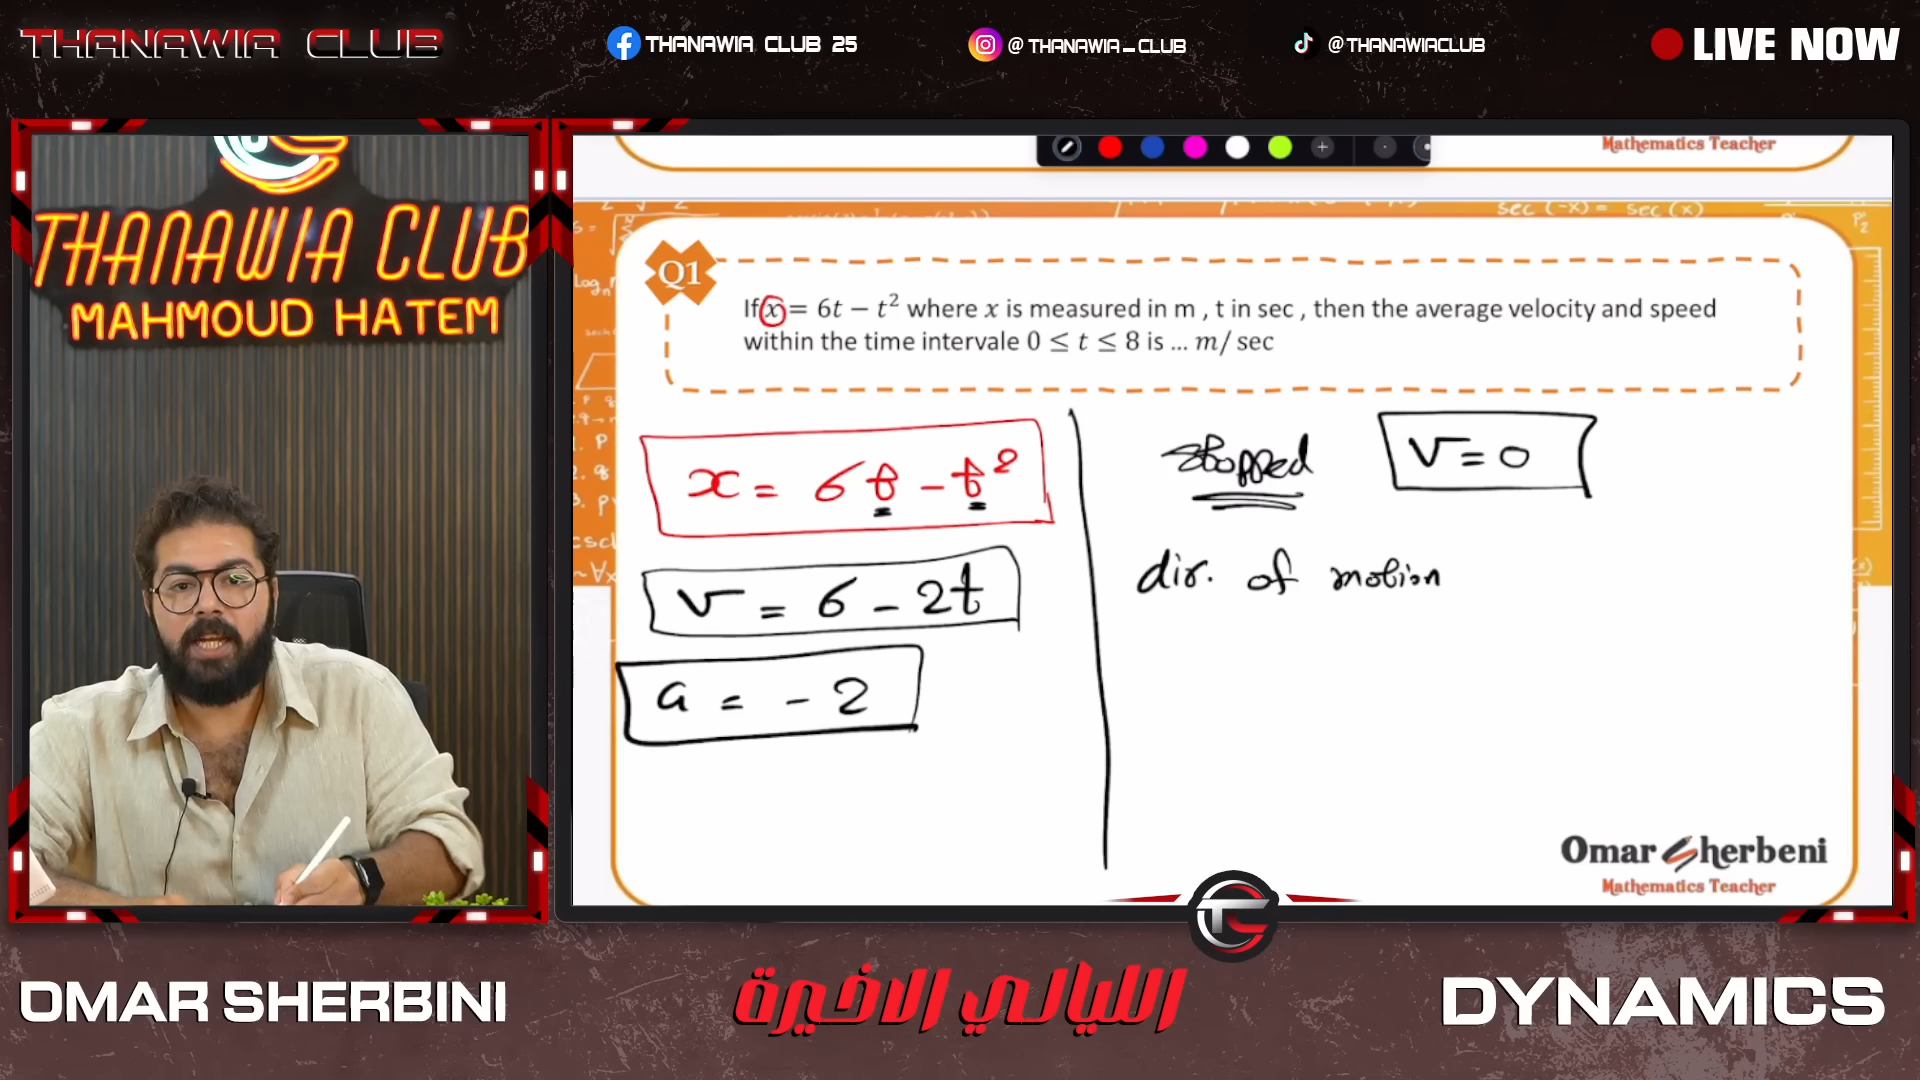 THANAWIA CLUB
THANAWIA CLUB 25
@THANAWIA_CLUB
@THANAWIACLUB
LIVE NOW
THANAWIA CLUB
MAHMOUD HATEM
Mathematics Teacher
sec (-x) = sec (x)
Q1
If x = 6t − t² where x is measured in m , t in sec , then the average velocity and speed
within the time intervale 0 ≤ t ≤ 8 is ... m/ sec
x = 6t - t²
v = 6 - 2t
a = - 2
stopped
v = 0
dir. of motion
Omar Sherbeni
Mathematics Teacher
TC
OMAR SHERBINI
الليالي الاخيرة
DYNAMICS